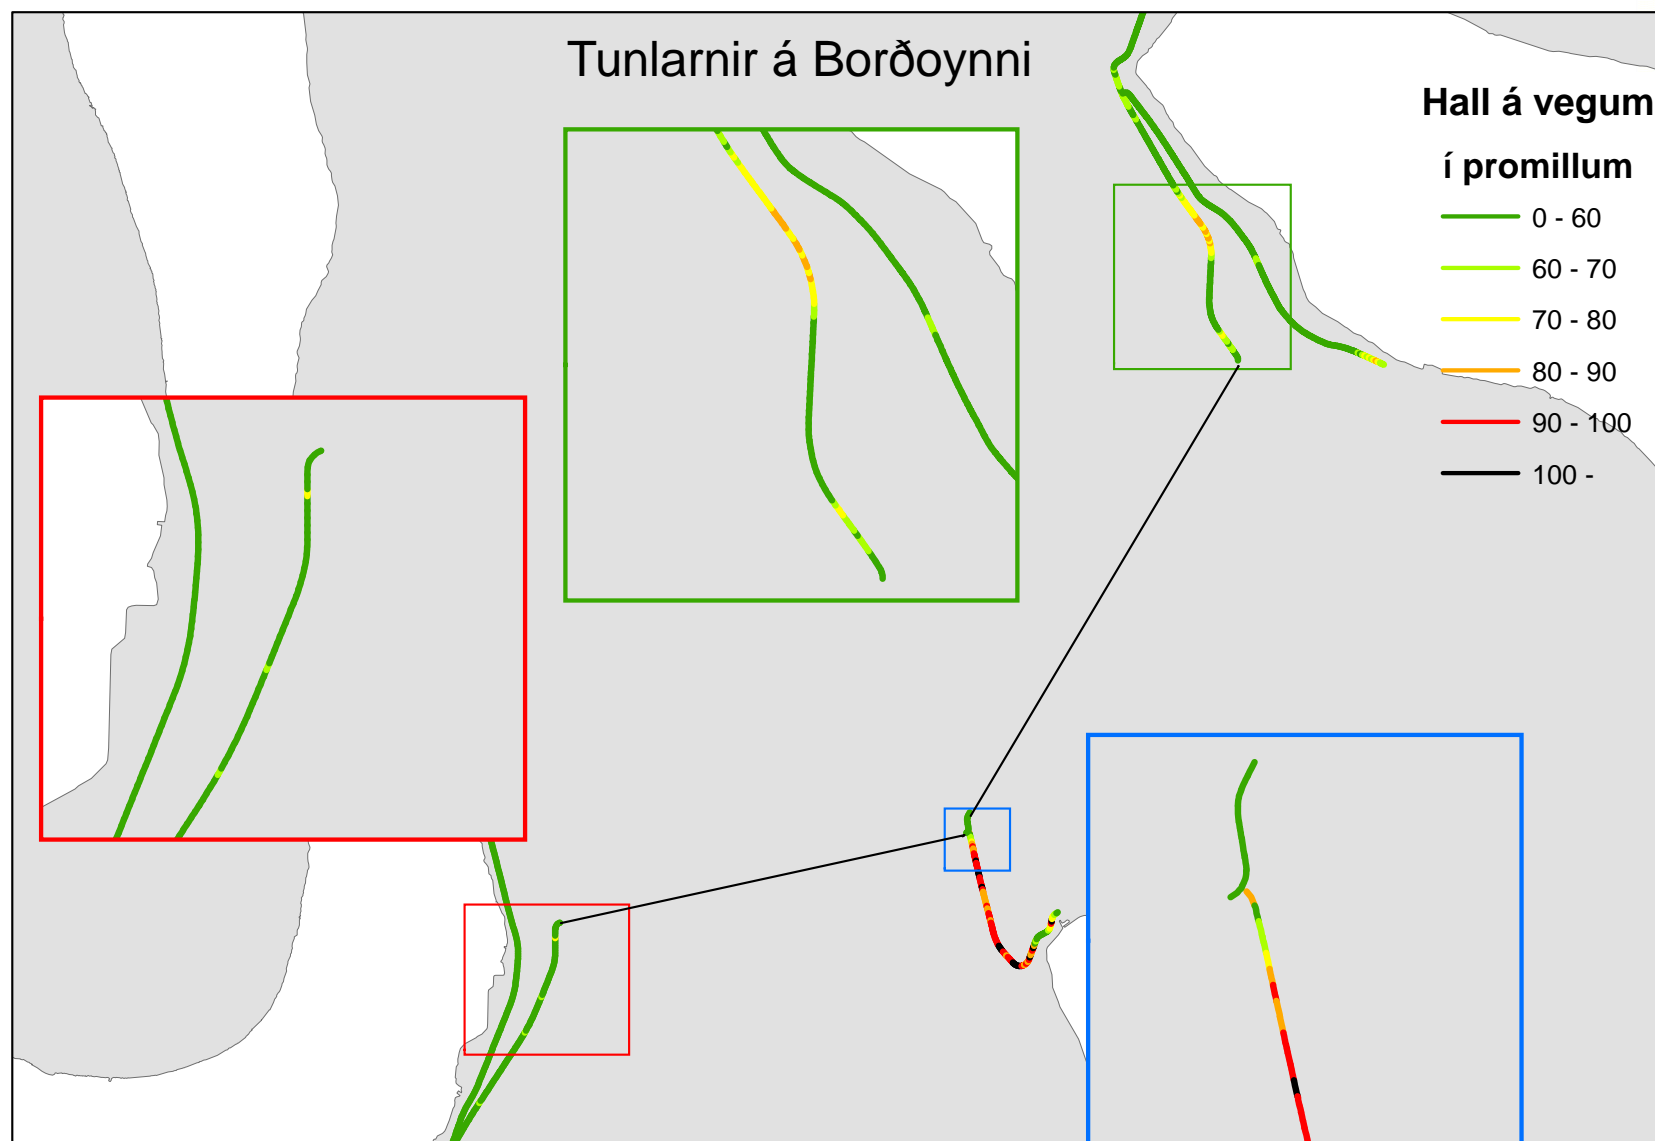 Tunlarnir á Borðoynni
Hall á vegum
í promillum
0 - 60
60 - 70
70 - 80
80 - 90
90 - 100
100 -